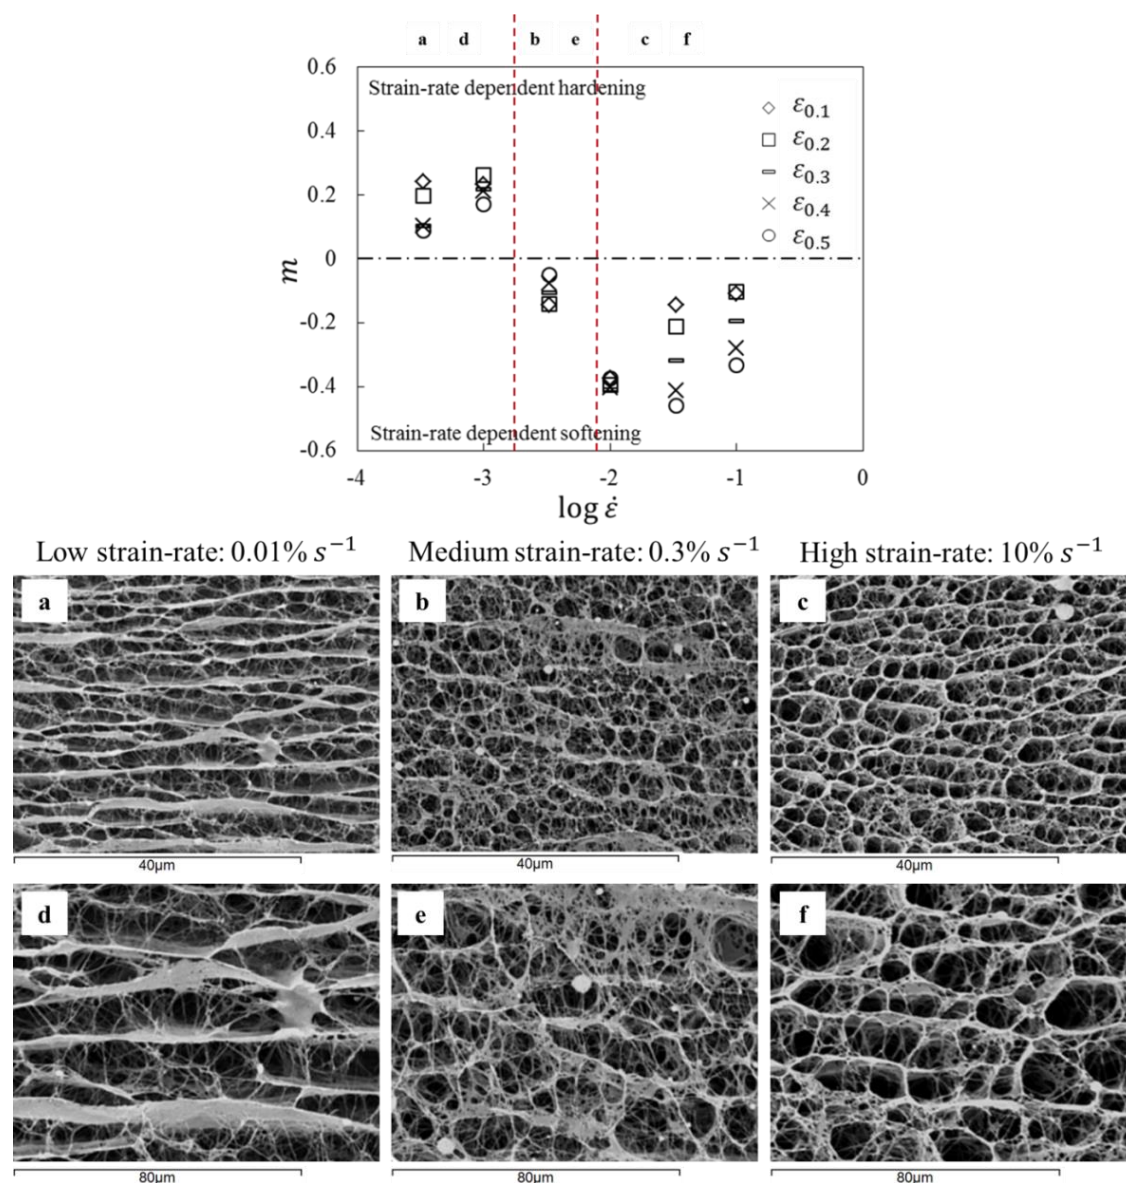 a d b e c f
0.6
Strain-rate dependent hardening
ε0.1
0.4
ε0.2
ε0.3
0.2
ε0.4
ε0.5
0
m
-0.2
-0.4
Strain-rate dependent softening
-0.6
-4 -3 -2 -1 0
log ε̇
Low strain-rate: 0.01% s⁻¹ Medium strain-rate: 0.3% s⁻¹ High strain-rate: 10% s⁻¹
a b c
40µm 40µm 40µm
d e f
80µm 80µm 80µm